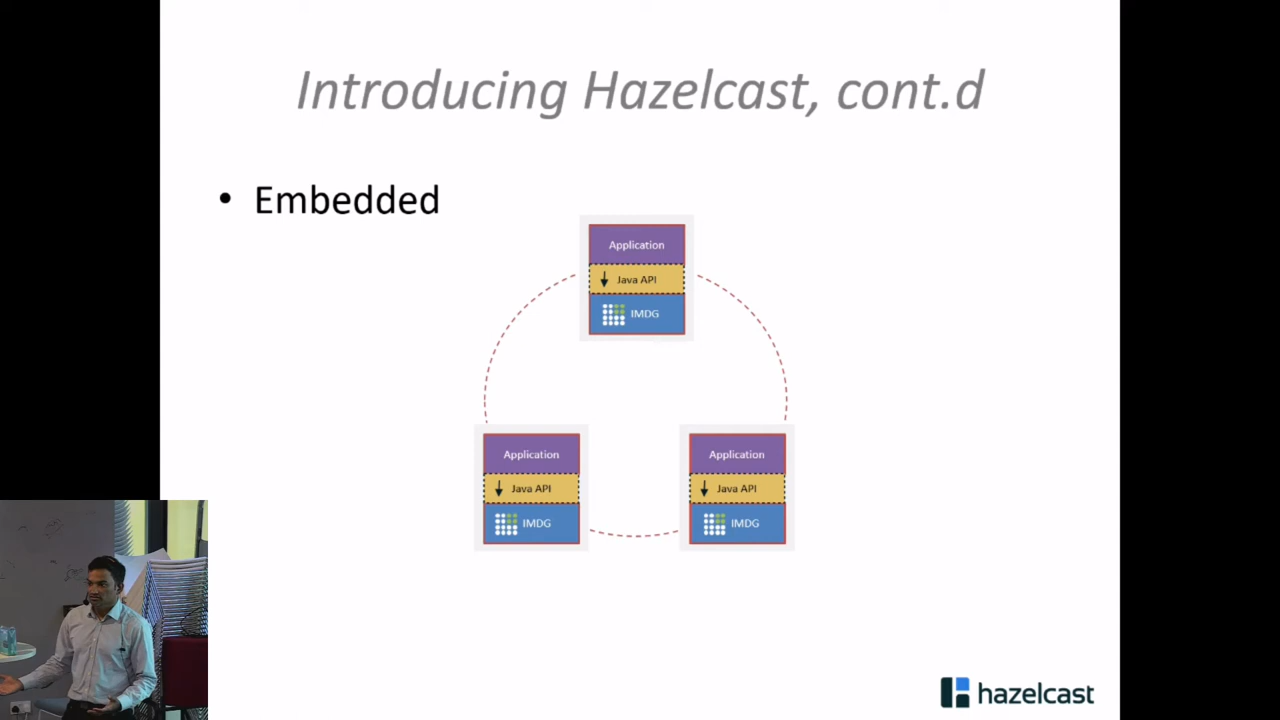 Introducing Hazelcast, cont.d
• Embedded
Application
Java API
IMDG
Application
Java API
IMDG
Application
Java API
IMDG
hazelcast